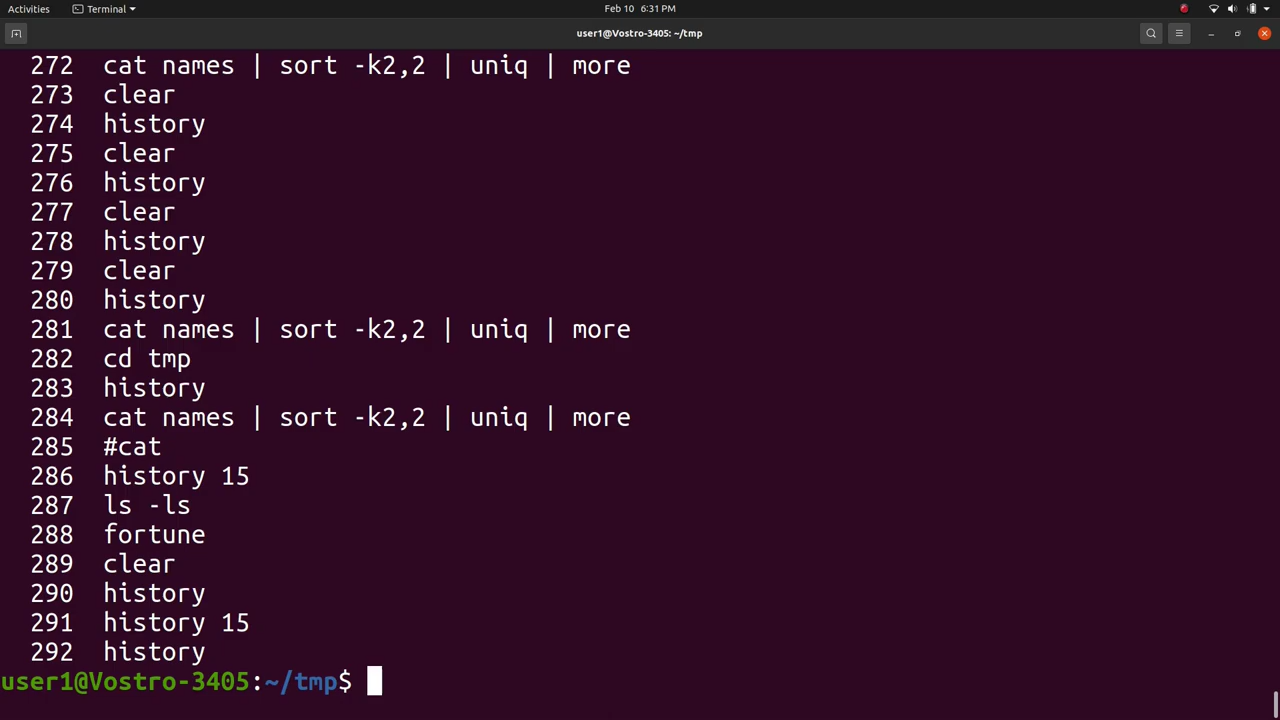 Activities Terminal Feb 10 6:31 PM
user1@Vostro-3405: ~/tmp
272 cat names | sort -k2,2 | uniq | more
273 clear
274 history
275 clear
276 history
277 clear
278 history
279 clear
280 history
281 cat names | sort -k2,2 | uniq | more
282 cd tmp
283 history
284 cat names | sort -k2,2 | uniq | more
285 #cat
286 history 15
287 ls -ls
288 fortune
289 clear
290 history
291 history 15
292 history
user1@Vostro-3405:~/tmp$